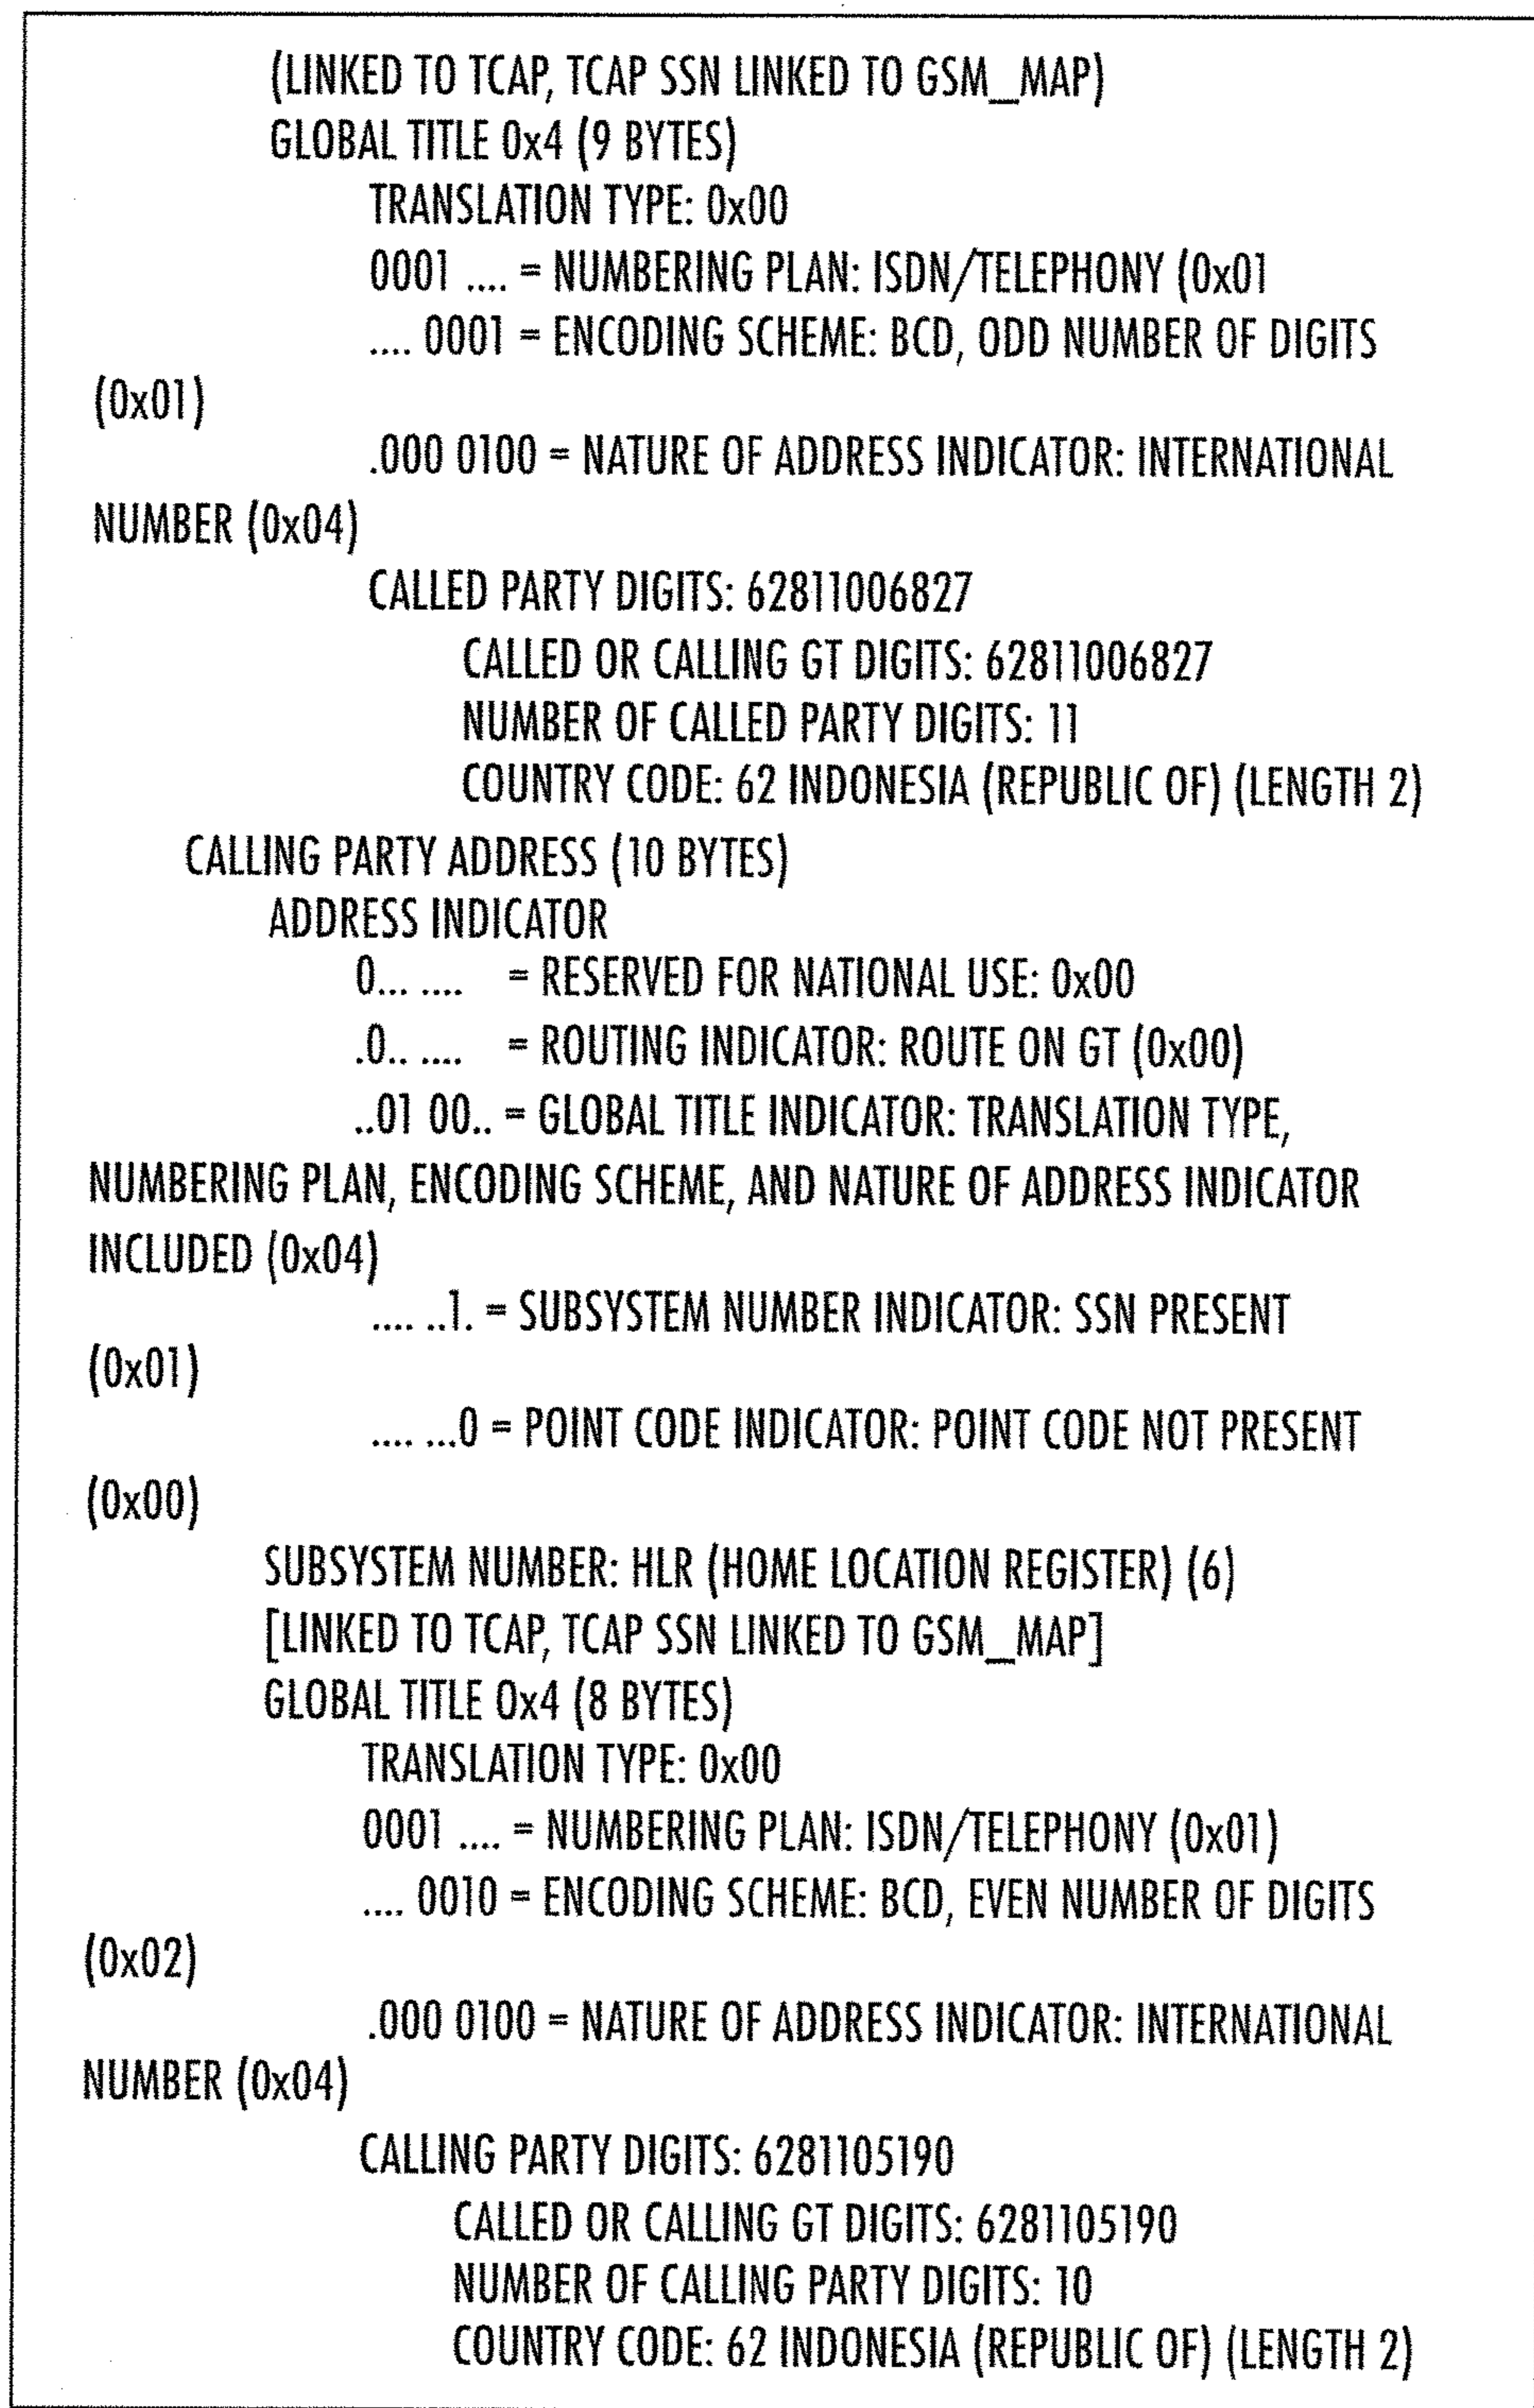 (LINKED TO TCAP, TCAP SSN LINKED TO GSM_MAP)
GLOBAL TITLE 0x4 (9 BYTES)
TRANSLATION TYPE: 0x00
0001 .... = NUMBERING PLAN: ISDN/TELEPHONY (0x01
.... 0001 = ENCODING SCHEME: BCD, ODD NUMBER OF DIGITS
(0x01)
.000 0100 = NATURE OF ADDRESS INDICATOR: INTERNATIONAL
NUMBER (0x04)
CALLED PARTY DIGITS: 62811006827
CALLED OR CALLING GT DIGITS: 62811006827
NUMBER OF CALLED PARTY DIGITS: 11
COUNTRY CODE: 62 INDONESIA (REPUBLIC OF) (LENGTH 2)
CALLING PARTY ADDRESS (10 BYTES)
ADDRESS INDICATOR
0... .... = RESERVED FOR NATIONAL USE: 0x00
.0.. .... = ROUTING INDICATOR: ROUTE ON GT (0x00)
..01 00.. = GLOBAL TITLE INDICATOR: TRANSLATION TYPE,
NUMBERING PLAN, ENCODING SCHEME, AND NATURE OF ADDRESS INDICATOR
INCLUDED (0x04)
.... ..1. = SUBSYSTEM NUMBER INDICATOR: SSN PRESENT
(0x01)
.... ...0 = POINT CODE INDICATOR: POINT CODE NOT PRESENT
(0x00)
SUBSYSTEM NUMBER: HLR (HOME LOCATION REGISTER) (6)
[LINKED TO TCAP, TCAP SSN LINKED TO GSM_MAP]
GLOBAL TITLE 0x4 (8 BYTES)
TRANSLATION TYPE: 0x00
0001 .... = NUMBERING PLAN: ISDN/TELEPHONY (0x01)
.... 0010 = ENCODING SCHEME: BCD, EVEN NUMBER OF DIGITS
(0x02)
.000 0100 = NATURE OF ADDRESS INDICATOR: INTERNATIONAL
NUMBER (0x04)
CALLING PARTY DIGITS: 6281105190
CALLED OR CALLING GT DIGITS: 6281105190
NUMBER OF CALLING PARTY DIGITS: 10
COUNTRY CODE: 62 INDONESIA (REPUBLIC OF) (LENGTH 2)